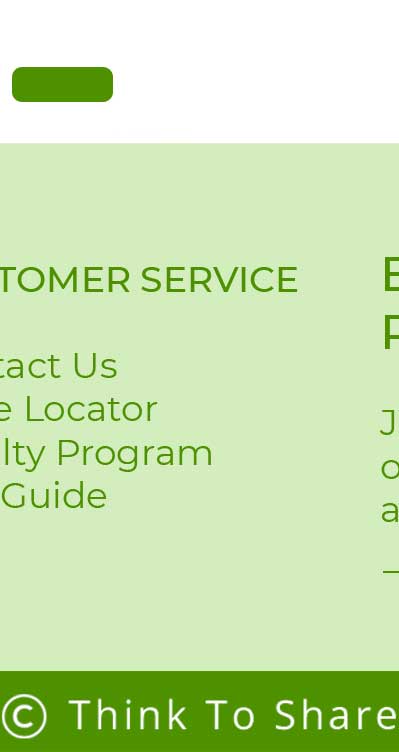 TOMER SERVICE
tact Us
e Locator
lty Program
Guide
© Think To Share